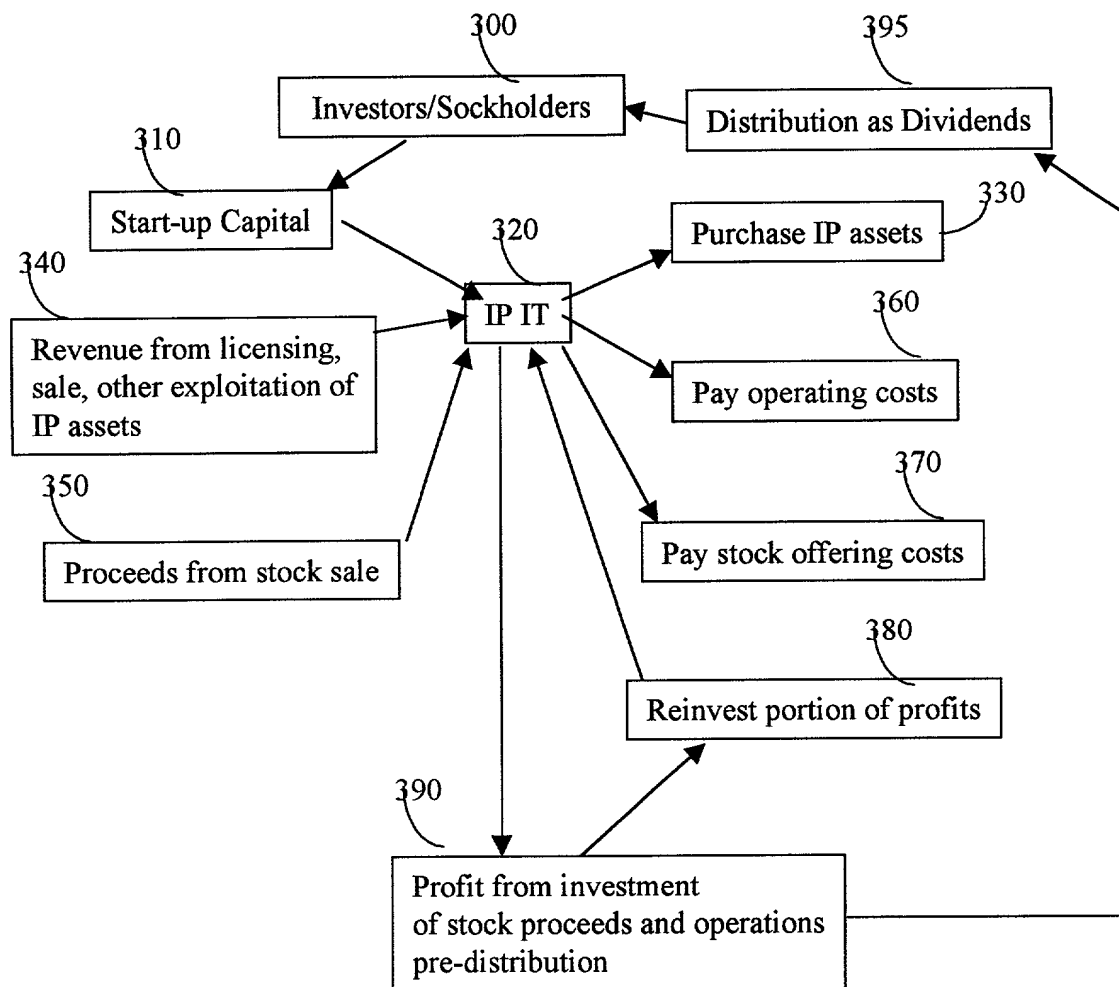 300
395
Investors/Sockholders
Distribution as Dividends
310
Start-up Capital
330
Purchase IP assets
320
340
IP IT
360
Revenue from licensing,
sale, other exploitation of
IP assets
Pay operating costs
350
370
Proceeds from stock sale
Pay stock offering costs
380
Reinvest portion of profits
390
Profit from investment
of stock proceeds and operations
pre-distribution